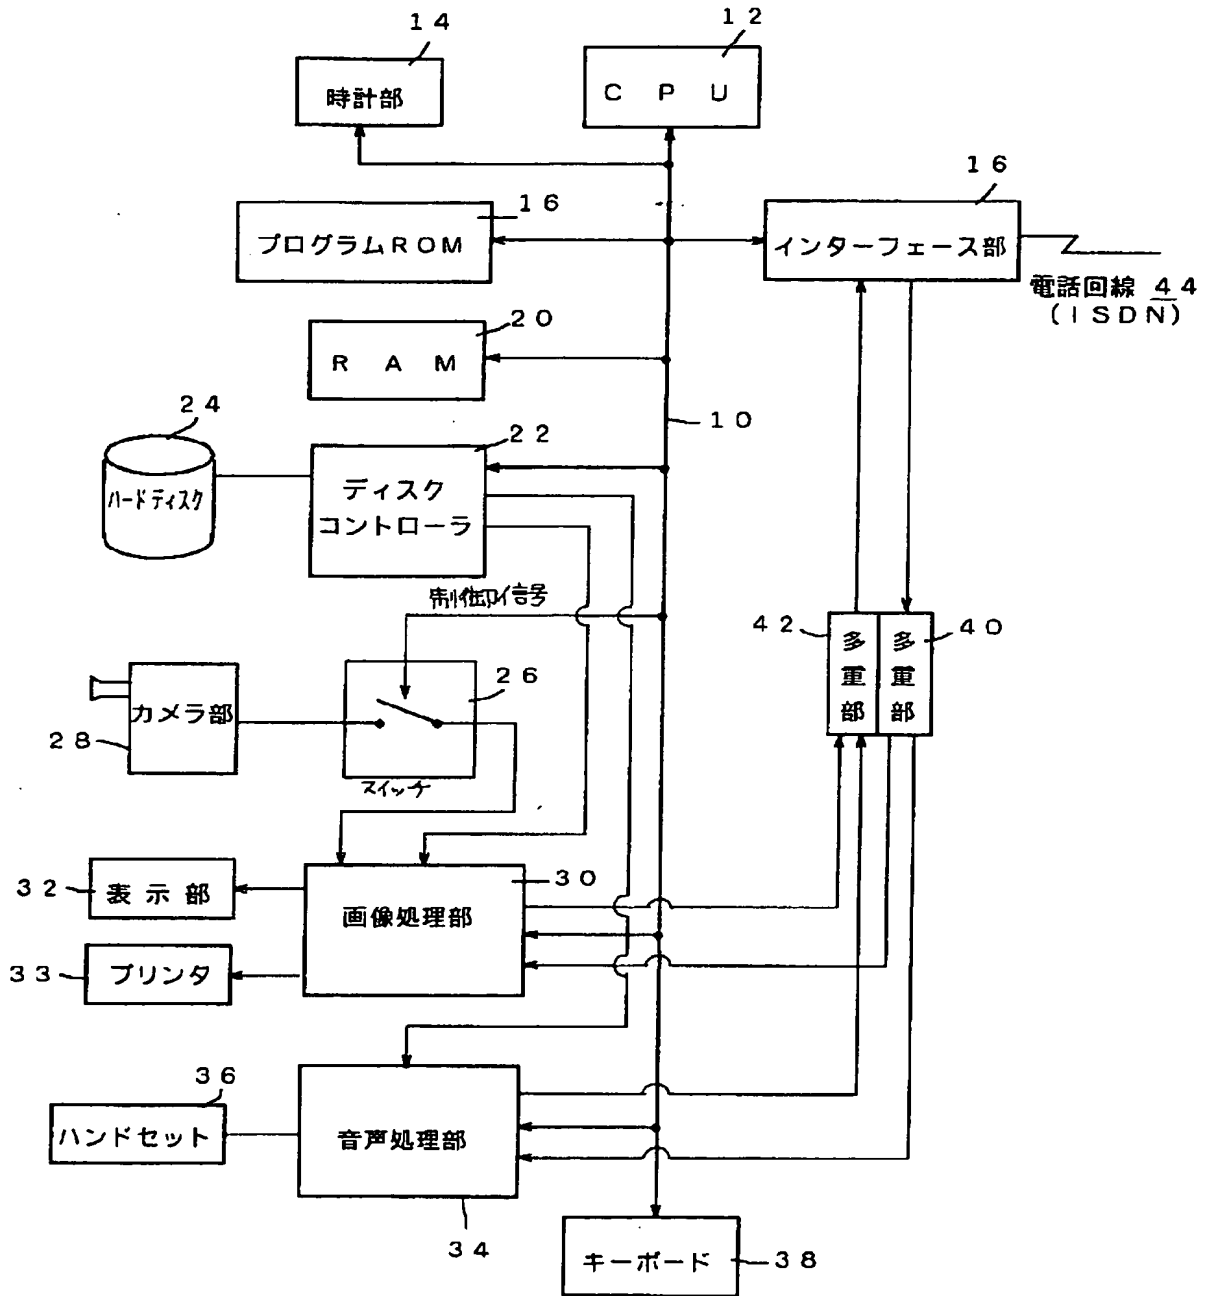 １４
１２
時計部
ＣＰＵ
１６
プログラムＲＯＭ
１６
インターフェース部
電話回線 ４４
(ＩＳＤＮ)
２０
ＲＡＭ
１０
２４
ハードディスク
２２
ディスク
コントローラ
制御信号
４２
多重部
多重部
４０
カメラ部
２８
２６
スイッチ
３２
表示部
３０
画像処理部
３３
プリンタ
３６
ハンドセット
音声処理部
３４
キーボード
３８